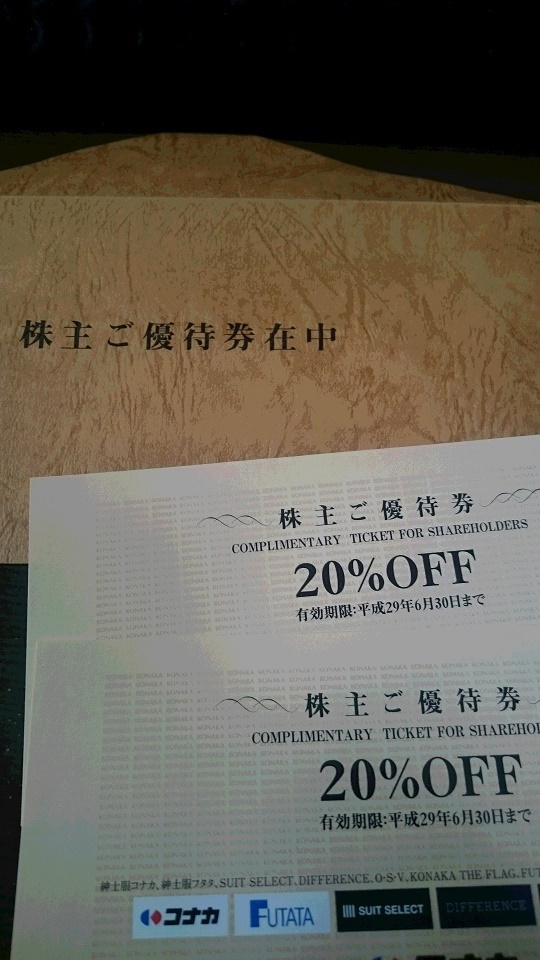 株主ご優待券在中
株主ご優待券
COMPLIMENTARY TICKET FOR SHAREHOLDERS
20%OFF
有効期限:平成29年6月30日まで
株主ご優待券
COMPLIMENTARY TICKET FOR SHAREHOL
20%OFF
有効期限:平成29年6月30日まで
紳士服コナカ、紳士服フタタ、SUIT SELECT、DIFFERENCE、O・S・V、KONAKA THE FLAG、FUT
コナカ FUTATA SUIT SELECT DIFFERENCE